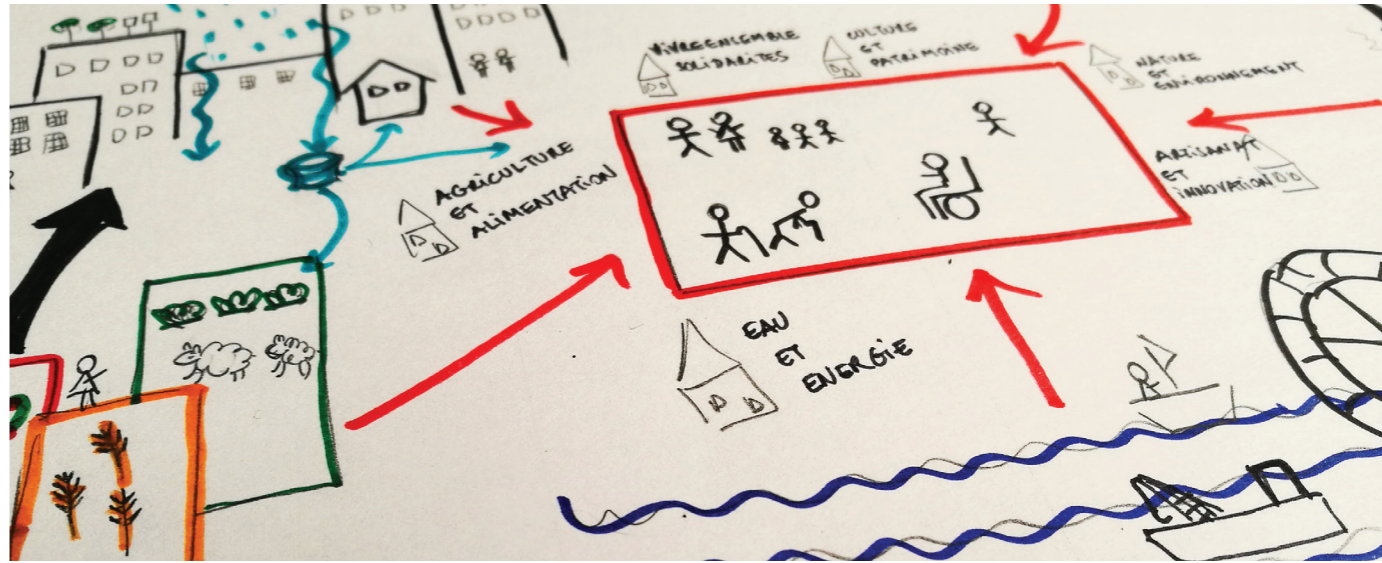 VIVRE ENSEMBLE
SOLIDARITES
CULTURE
ET
PATRIMOINE
NATURE
ET
ENVIRONNEMENT
AGRICULTURE
ET
ALIMENTATION
ARTISANAT
ET
INNOVATION
EAU
ET
ENERGIE